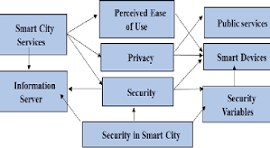 Perceived Ease
of Use
Public services
Smart City
Services
Privacy
Smart Devices
Information
Server
Security
Security
Variables
Security in Smart City